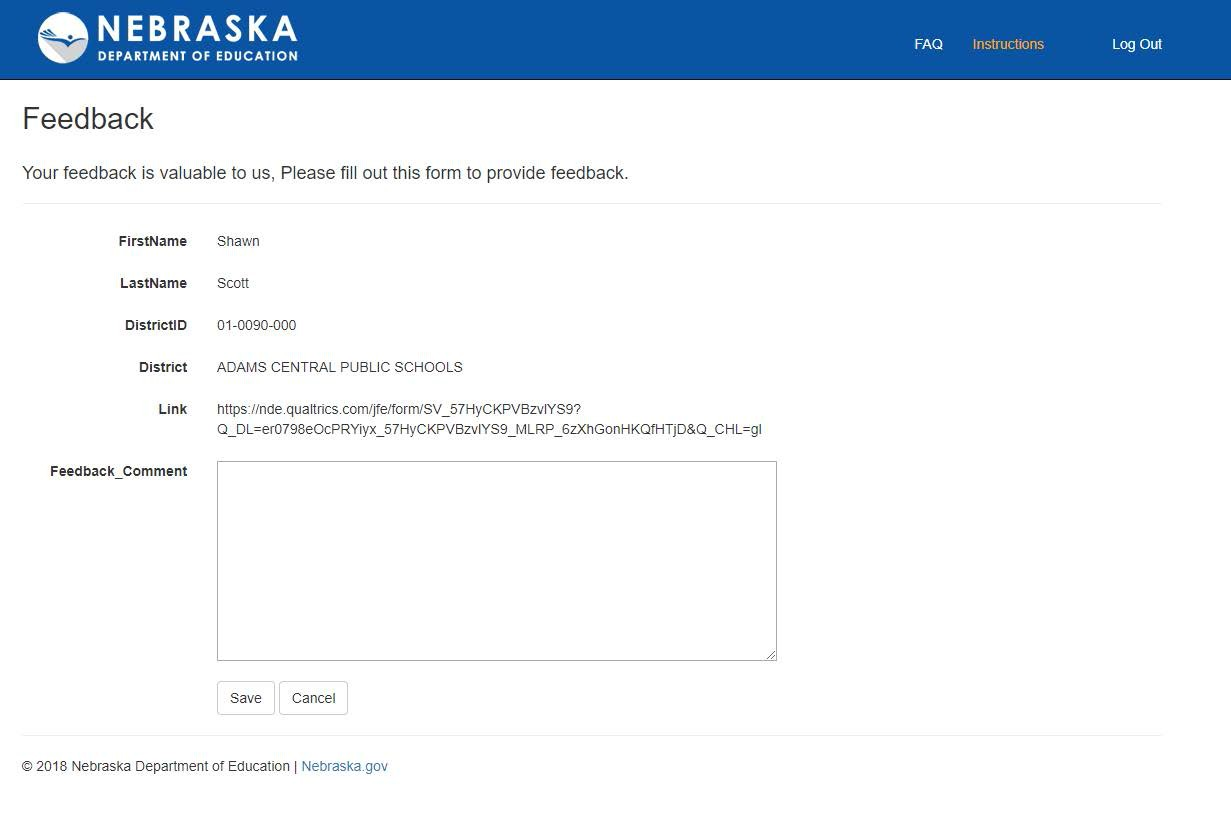 NEBRASKA
DEPARTMENT OF EDUCATION
FAQ Instructions Log Out
Feedback
Your feedback is valuable to us, Please fill out this form to provide feedback.
FirstName Shawn
LastName Scott
DistrictID 01-0090-000
District ADAMS CENTRAL PUBLIC SCHOOLS
Link https://nde.qualtrics.com/jfe/form/SV_57HyCKPVBzvlYS9?
Q_DL=er0798eOcPRYiyx_57HyCKPVBzvlYS9_MLRP_6zXhGonHKQfHTjD&Q_CHL=gl
Feedback_Comment
Save Cancel
© 2018 Nebraska Department of Education | Nebraska.gov